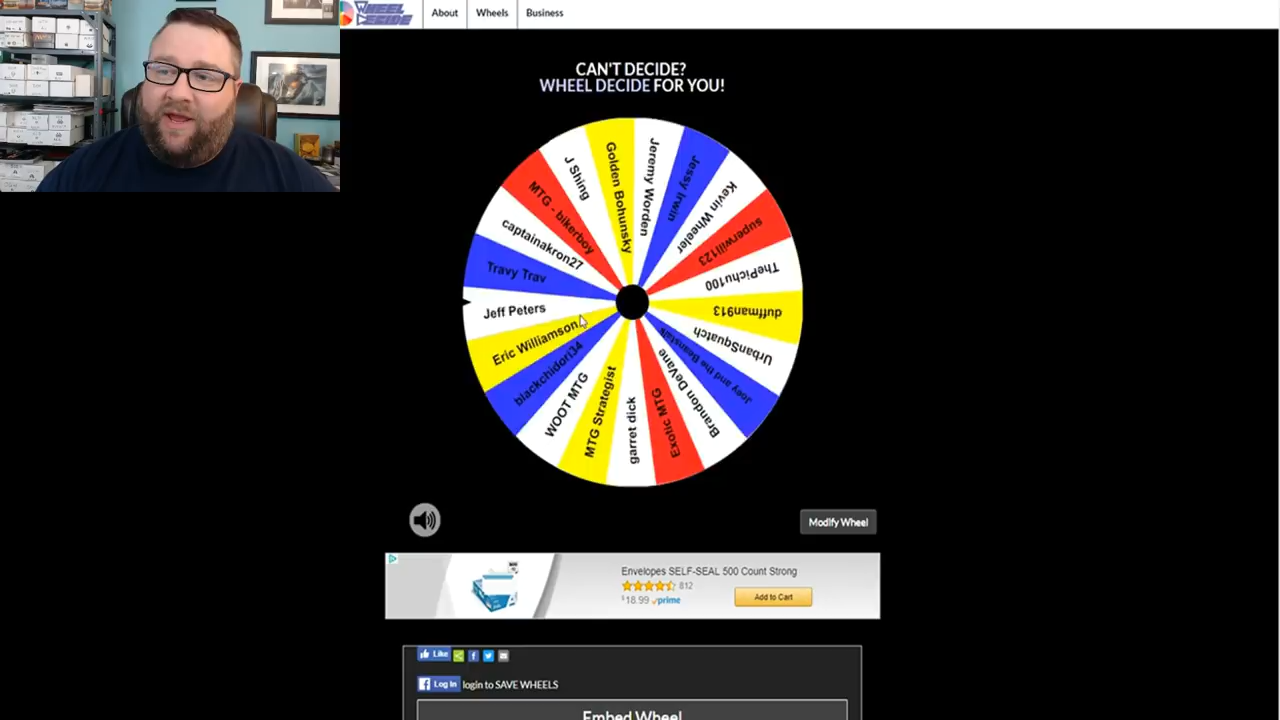 WHEEL
DECIDE
About
Wheels
Business
CAN'T DECIDE?
WHEEL DECIDE FOR YOU!
Golden Bohunsky
Jeremy Worden
Jessy Irwin
Kevin Wheeler
superwill123
ThePichu100
duffman913
UrbanSquatch
Joey and the Beanstalk
Brandon DeVane
Exotic MTG
garret dick
MTG Strategist
WOOT MTG
blackchidori34
Eric Williamson
Jeff Peters
Travy Trav
captainakron27
MTG - bikerboy
J Shing
Modify Wheel
Envelopes SELF-SEAL 500 Count Strong
812
$18.99 prime
Add to Cart
Like
Log In login to SAVE WHEELS
Embed Wheel